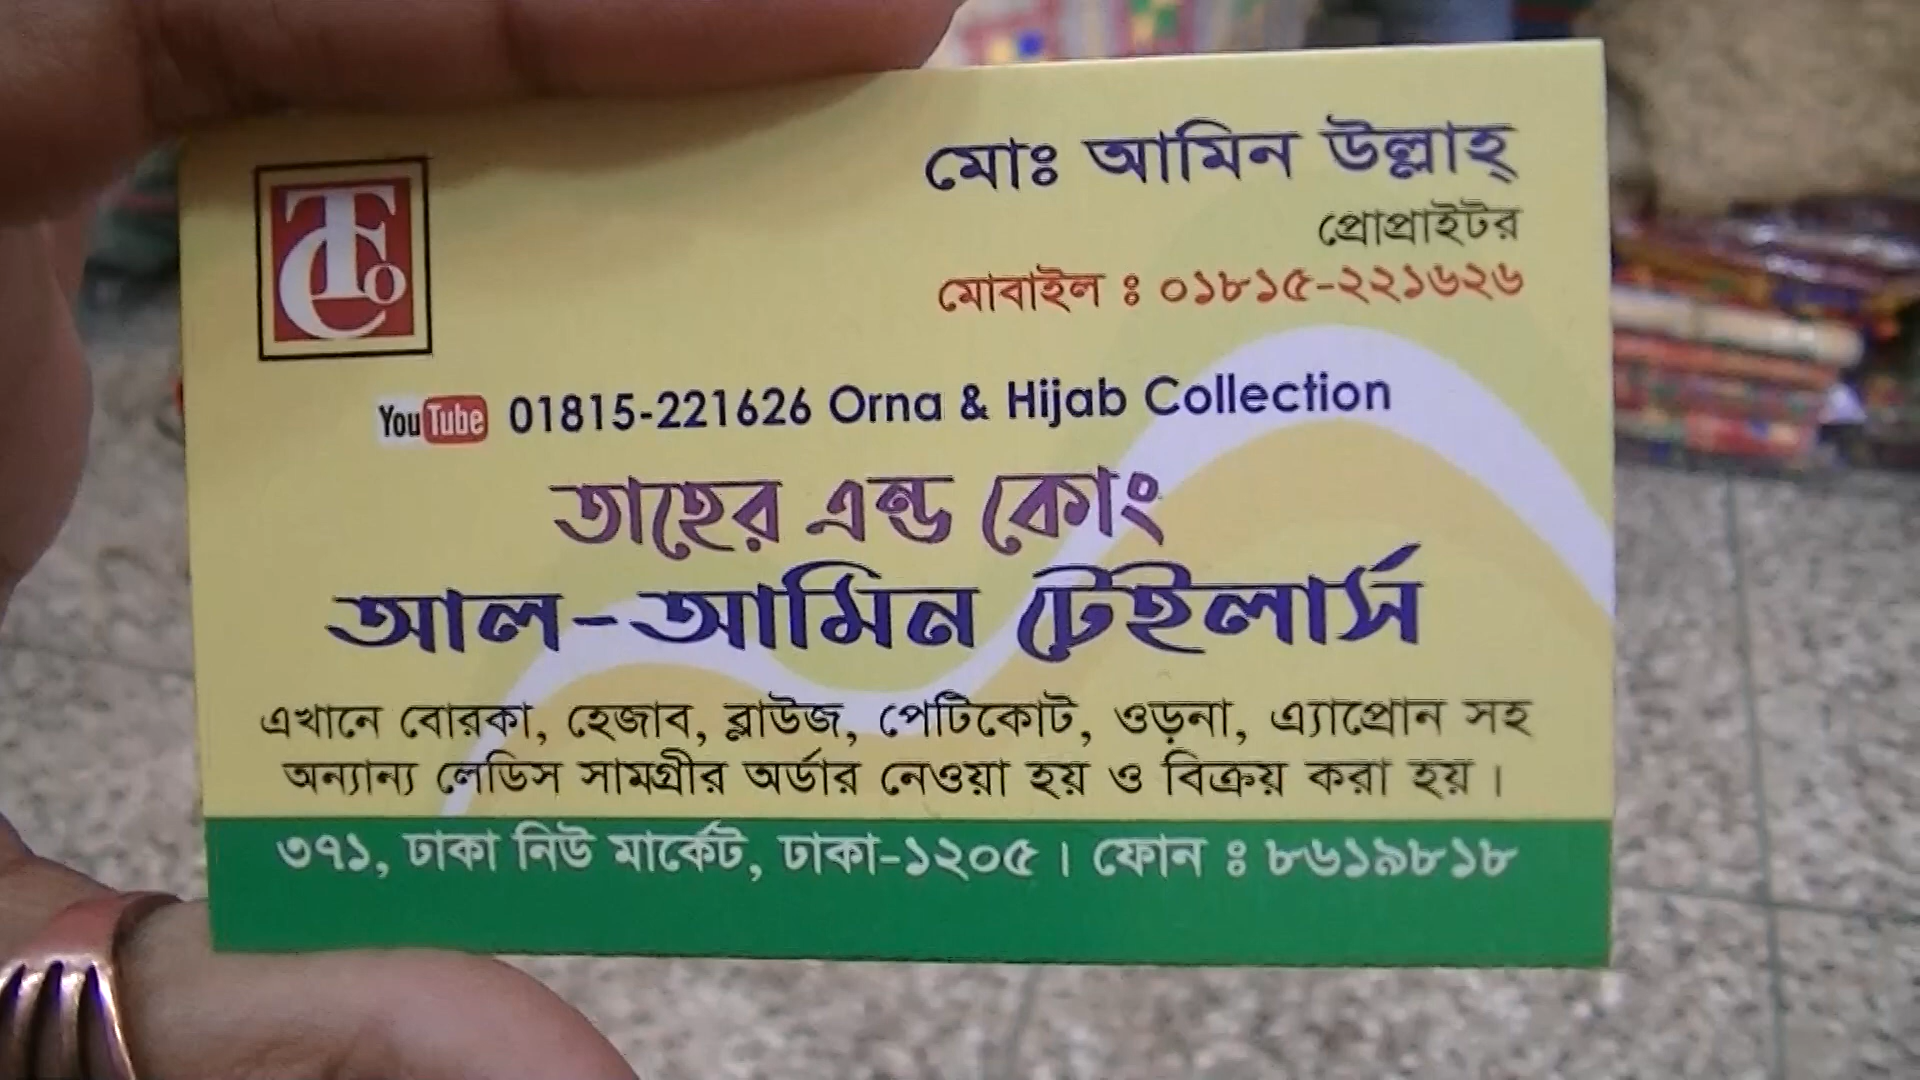 TCo
মোঃ আমিন উল্লাহ্
প্রোপ্রাইটর
মোবাইল ঃ ০১৮১৫-২২১৬২৬
YouTube 01815-221626 Orna & Hijab Collection
তাহের এন্ড কোং
আল-আমিন টেইলার্স
এখানে বোরকা, হেজাব, ব্লাউজ, পেটিকোট, ওড়না, এ্যাপ্রোন সহ
অন্যান্য লেডিস সামগ্রীর অর্ডার নেওয়া হয় ও বিক্রয় করা হয়।
৩৭১, ঢাকা নিউ মার্কেট, ঢাকা-১২০৫। ফোন ঃ ৮৬১৯৮১৮